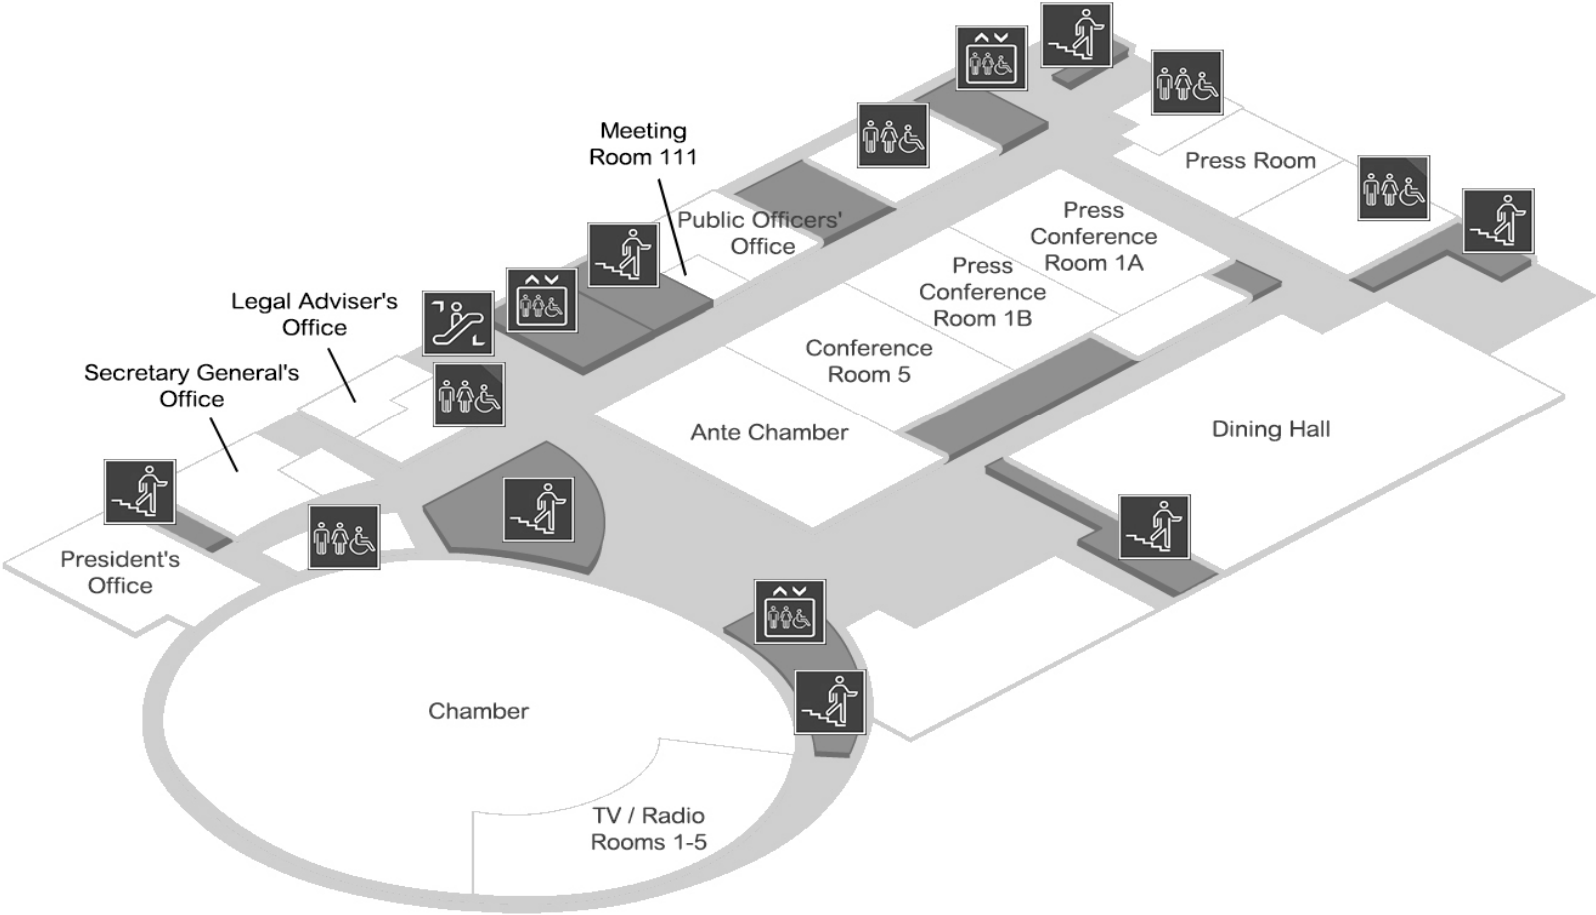 Meeting
Room 111
Press Room
Public Officers'
Office
Press
Conference
Room 1A
Press
Conference
Room 1B
Legal Adviser's
Office
Conference
Room 5
Secretary General's
Office
Ante Chamber
Dining Hall
President's
Office
Chamber
TV / Radio
Rooms 1-5